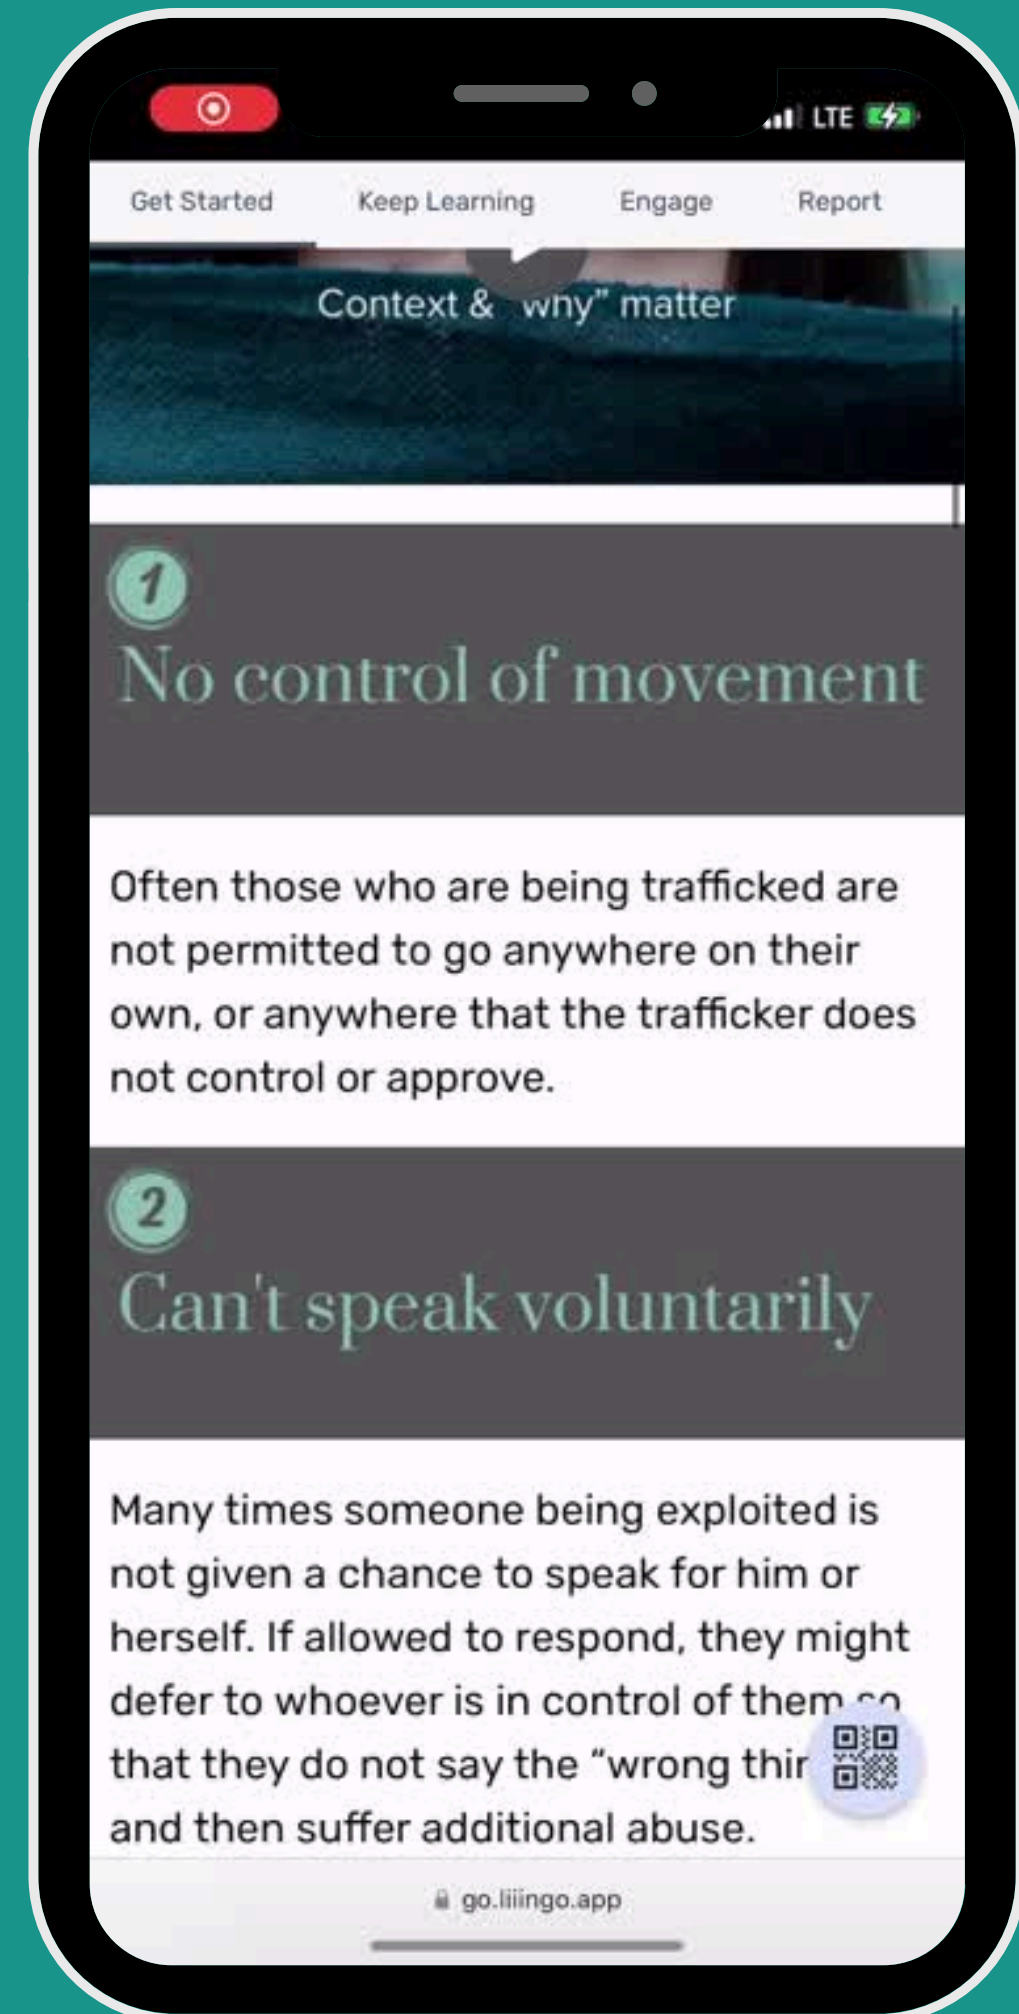 LTE
Get Started Keep Learning Engage Report
Context & why” matter
1
No control of movement
Often those who are being trafficked are
not permitted to go anywhere on their
own, or anywhere that the trafficker does
not control or approve.
2
Can't speak voluntarily
Many times someone being exploited is
not given a chance to speak for him or
herself. If allowed to respond, they might
defer to whoever is in control of them so
that they do not say the “wrong
and then suffer additional abuse.
go.liiingo.app